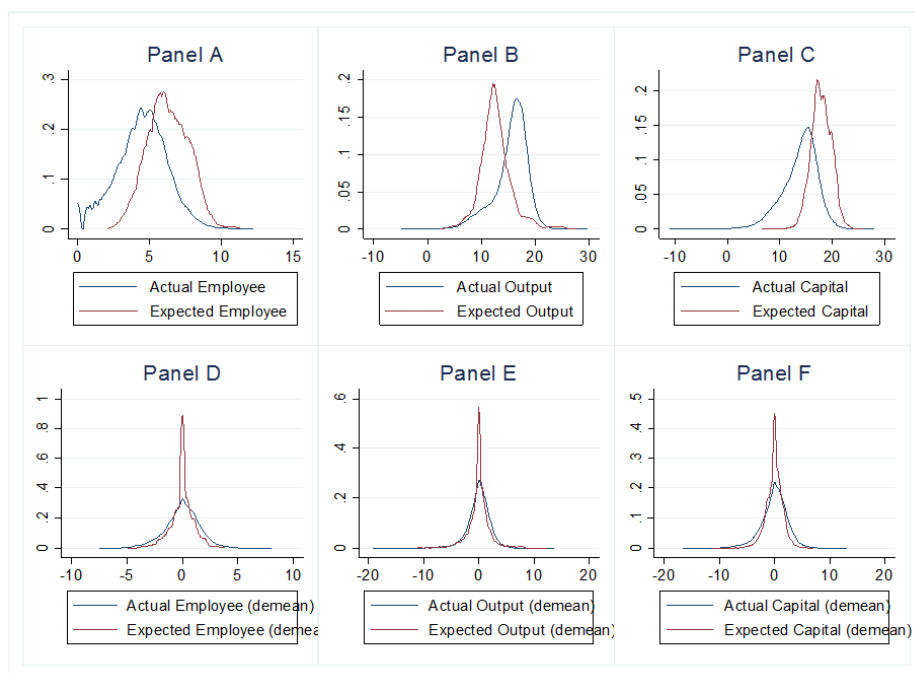 Panel A
Panel B
Panel C
0 .1 .2 .3
0 5 10 15
0 .05 .1 .15 .2
-10 0 10 20 30
0 .05 .1 .15 .2
-10 0 10 20 30
Actual Employee
Expected Employee
Actual Output
Expected Output
Actual Capital
Expected Capital
Panel D
Panel E
Panel F
0 .2 .4 .6 .8 1
-10 -5 0 5 10
0 .2 .4 .6
-20 -10 0 10 20
0 .1 .2 .3 .4 .5
-20 -10 0 10 20
Actual Employee (demean)
Expected Employee (demea
Actual Output (demean)
Expected Output (demean)
Actual Capital (demean)
Expected Capital (demean)